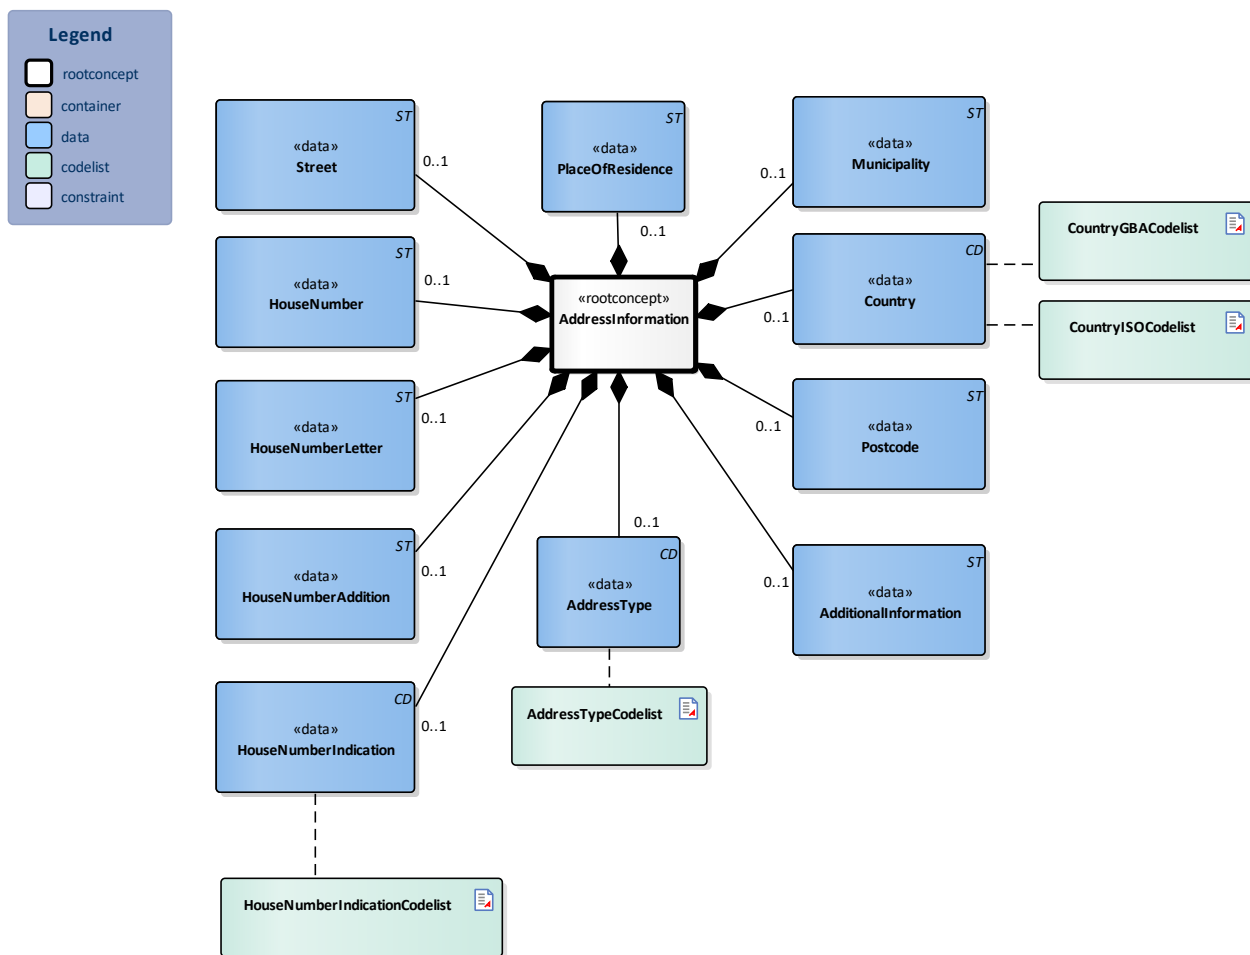 Legend
rootconcept
container
data
codelist
constraint
ST
«data»
Street
0..1
ST
«data»
PlaceOfResidence
0..1
ST
«data»
Municipality
0..1
ST
«data»
HouseNumber
0..1
«rootconcept»
AddressInformation
CD
«data»
Country
0..1
CountryGBACodelist
CountryISOCodelist
ST
«data»
HouseNumberLetter
0..1
ST
«data»
Postcode
0..1
ST
«data»
HouseNumberAddition
0..1
CD
«data»
AddressType
0..1
ST
«data»
AdditionalInformation
0..1
CD
«data»
HouseNumberIndication
0..1
AddressTypeCodelist
HouseNumberIndicationCodelist